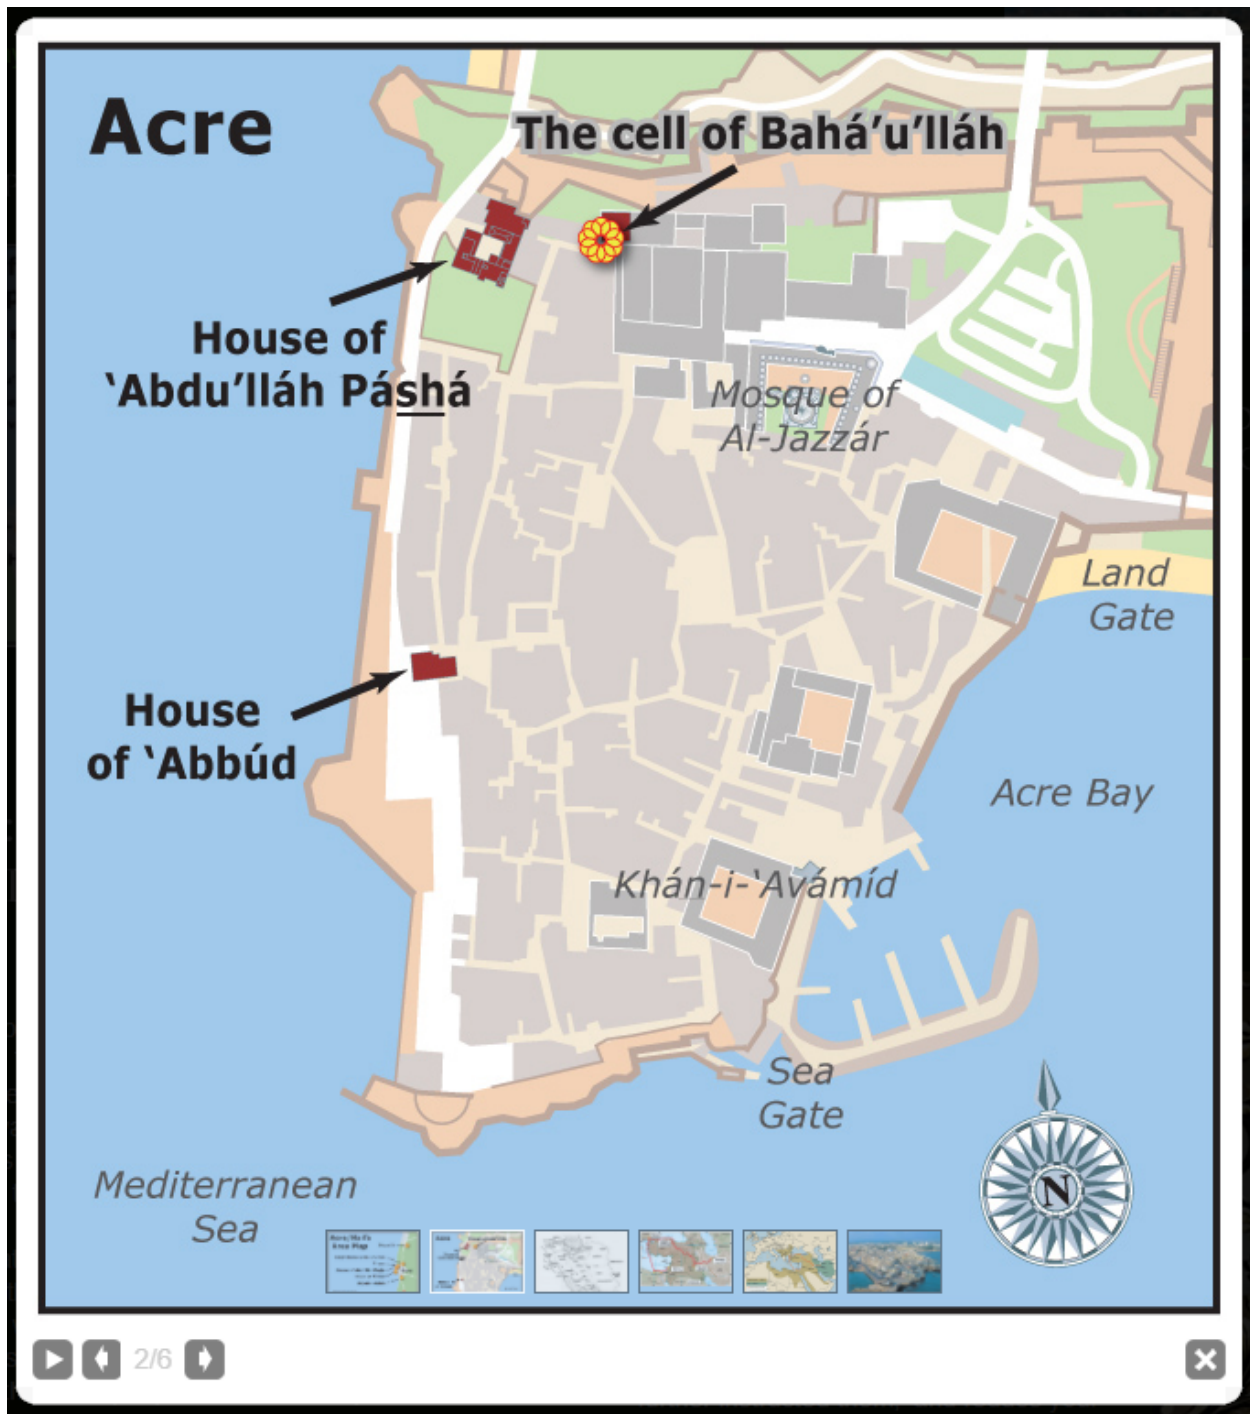 Acre
The cell of Bahá’u’lláh
House of
‘Abdu’lláh Páshá
Mosque of
Al-Jazzár
Land
Gate
House
of ‘Abbúd
Acre Bay
Khán-i-‘Avámíd
Sea
Gate
Mediterranean
Sea
N
2/6